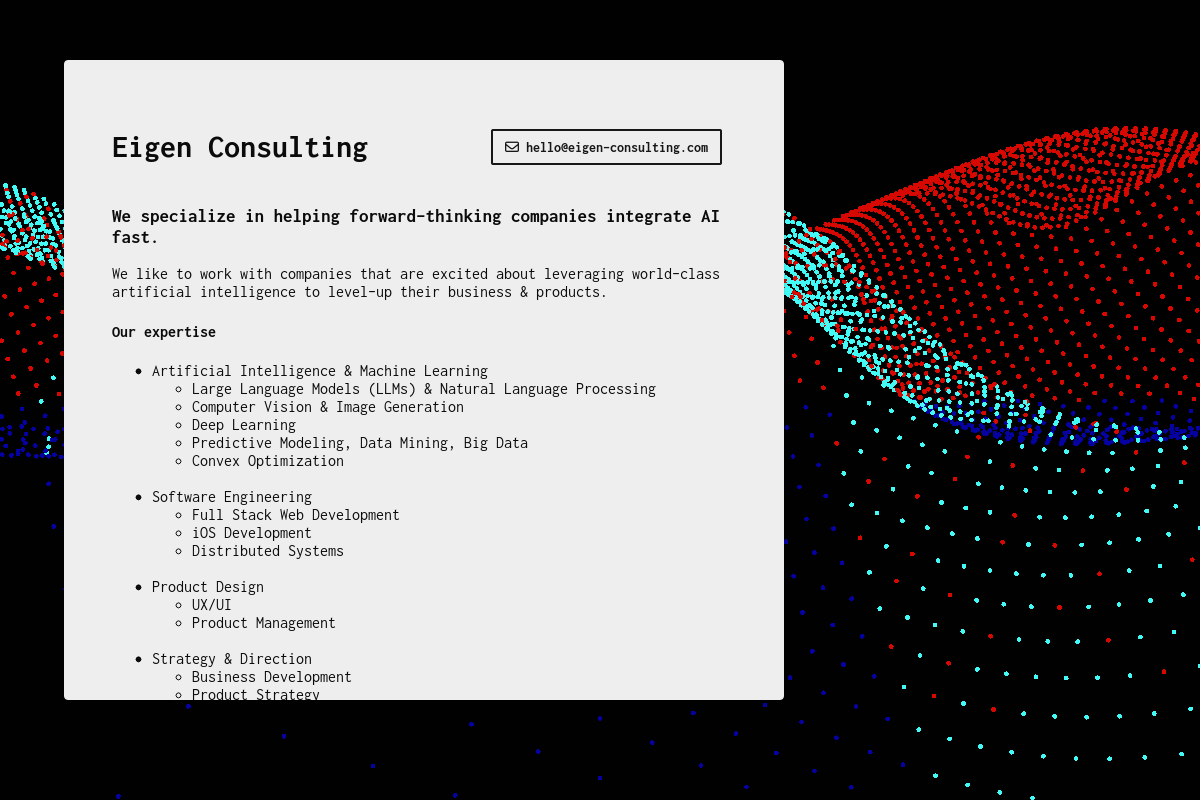 Eigen Consulting
hello@eigen-consulting.com
We specialize in helping forward-thinking companies integrate AI
fast.
We like to work with companies that are excited about leveraging world-class
artificial intelligence to level-up their business & products.
Our expertise
Artificial Intelligence & Machine Learning
Large Language Models (LLMs) & Natural Language Processing
Computer Vision & Image Generation
Deep Learning
Predictive Modeling, Data Mining, Big Data
Convex Optimization
Software Engineering
Full Stack Web Development
iOS Development
Distributed Systems
Product Design
UX/UI
Product Management
Strategy & Direction
Business Development
Product Strategy